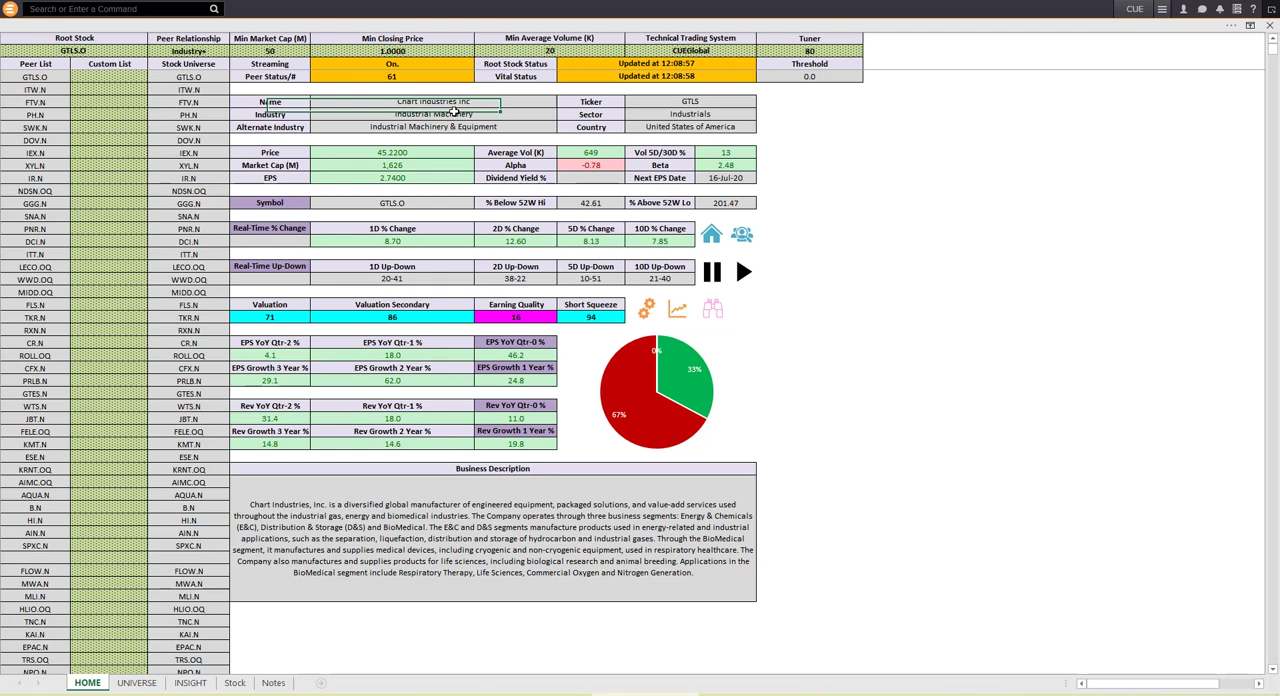 Search or Enter a Command CUE
Root Stock Peer Relationship Min Market Cap (M) Min Closing Price Min Average Volume (K) Technical Trading System Tuner
GTLS.O Industry+ 50 1.0000 20 CUEGlobal 80
Peer List Custom List Stock Universe Streaming On. Root Stock Status Updated at 12:08:57 Threshold
GTLS.O GTLS.O Peer Status/# 61 Vital Status Updated at 12:08:58 0.0
ITW.N ITW.N
FTV.N FTV.N Name Chart Industries Inc Ticker GTLS
PH.N PH.N Industry Industrial Machinery Sector Industrials
SWK.N SWK.N Alternate Industry Industrial Machinery & Equipment Country United States of America
DOV.N DOV.N
IEX.N IEX.N Price 45.2200 Average Vol (K) 649 Vol 5D/30D % 13
XYL.N XYL.N Market Cap (M) 1,626 Alpha -0.78 Beta 2.48
IR.N IR.N EPS 2.7400 Dividend Yield % Next EPS Date 16-Jul-20
NDSN.OQ NDSN.OQ
GGG.N GGG.N Symbol GTLS.O % Below 52W Hi 42.61 % Above 52W Lo 201.47
SNA.N SNA.N
PNR.N PNR.N Real-Time % Change 1D % Change 2D % Change 5D % Change 10D % Change
DCI.N DCI.N 8.70 12.60 8.13 7.85
ITT.N ITT.N
LECO.OQ LECO.OQ Real-Time Up-Down 1D Up-Down 2D Up-Down 5D Up-Down 10D Up-Down
WWD.OQ WWD.OQ 20-41 38-22 10-51 21-40
MIDD.OQ MIDD.OQ
FLS.N FLS.N Valuation Valuation Secondary Earning Quality Short Squeeze
TKR.N TKR.N 71 86 16 94
RXN.N RXN.N
CR.N CR.N EPS YoY Qtr-2 % EPS YoY Qtr-1 % EPS YoY Qtr-0 % 0%
ROLL.OQ ROLL.OQ 4.1 18.0 46.2
CFX.N CFX.N EPS Growth 3 Year % EPS Growth 2 Year % EPS Growth 1 Year % 33%
PRLB.N PRLB.N 29.1 62.0 24.8
GTES.N GTES.N
WTS.N WTS.N Rev YoY Qtr-2 % Rev YoY Qtr-1 % Rev YoY Qtr-0 %
JBT.N JBT.N 31.4 18.0 11.0 67%
FELE.OQ FELE.OQ Rev Growth 3 Year % Rev Growth 2 Year % Rev Growth 1 Year %
KMT.N KMT.N 14.8 14.6 19.8
ESE.N ESE.N
KRNT.OQ KRNT.OQ Business Description
AIMC.OQ AIMC.OQ
AQUA.N AQUA.N
B.N B.N
HI.N HI.N
AIN.N AIN.N
SPXC.N SPXC.N
FLOW.N FLOW.N
MWA.N MWA.N
MLI.N MLI.N
HLIO.OQ HLIO.OQ
TNC.N TNC.N
KAI.N KAI.N
EPAC.N EPAC.N
TRS.OQ TRS.OQ
NPO.N NPO.N
Chart Industries, Inc. is a diversified global manufacturer of engineered equipment, packaged solutions, and value-add services used
throughout the industrial gas, energy and biomedical industries. The Company operates through three business segments: Energy & Chemicals
(E&C), Distribution & Storage (D&S) and BioMedical. The E&C and D&S segments manufacture products used in energy-related and industrial
applications, such as the separation, liquefaction, distribution and storage of hydrocarbon and industrial gases. Through the BioMedical
segment, it manufactures and supplies medical devices, including cryogenic and non-cryogenic equipment, used in respiratory healthcare. The
Company also manufactures and supplies products for life sciences, including biological research and animal breeding. Applications in the
BioMedical segment include Respiratory Therapy, Life Sciences, Commercial Oxygen and Nitrogen Generation.
HOME UNIVERSE INSIGHT Stock Notes